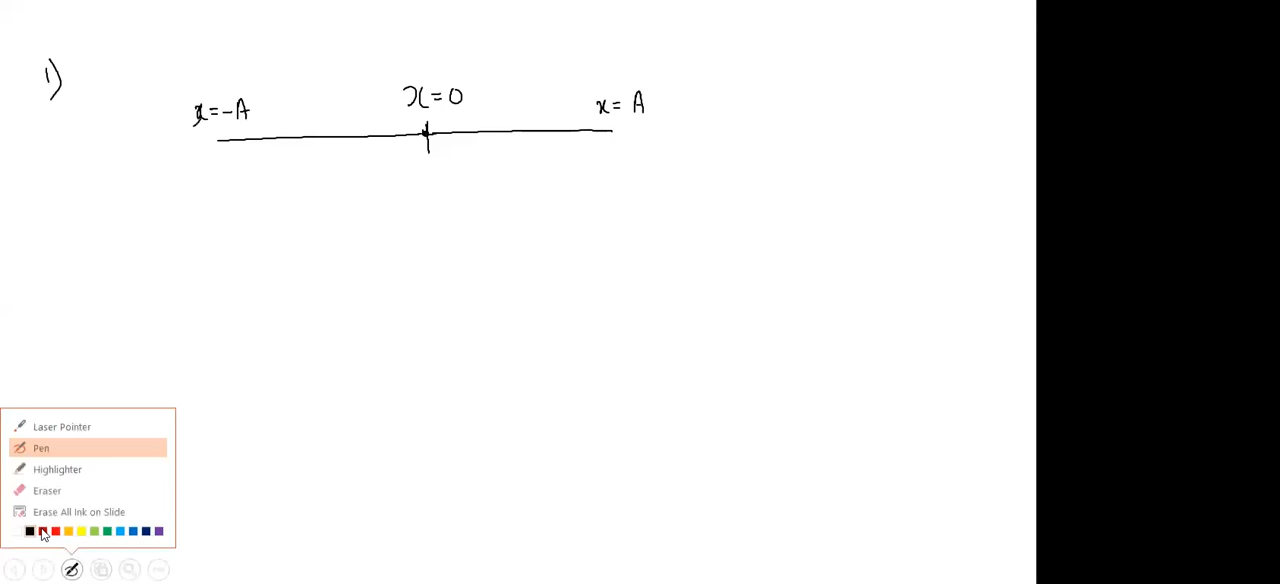 1)
x=-A x=0 x=A
Laser Pointer
Pen
Highlighter
Eraser
Erase All Ink on Slide